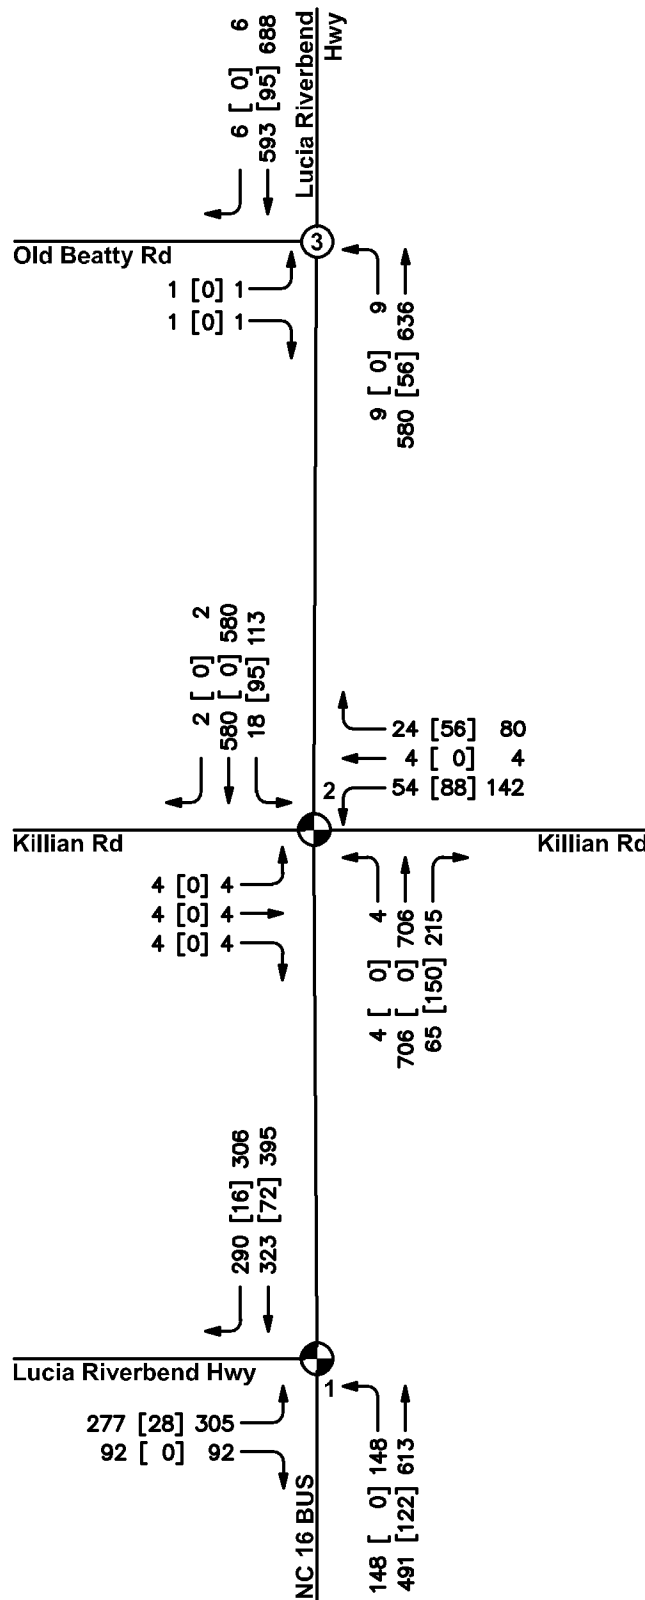 6 [ 0] 6
593 [95] 688
Lucia Riverbend
Hwy
3
Old Beatty Rd
1 [0] 1
1 [0] 1
9 [ 0] 9
580 [56] 636
2 [ 0] 2
580 [ 0] 580
18 [95] 113
24 [56] 80
4 [ 0] 4
54 [88] 142
2
Killian Rd
Killian Rd
4 [0] 4
4 [0] 4
4 [0] 4
4 [ 0] 4
706 [ 0] 706
65 [150] 215
290 [16] 306
323 [72] 395
Lucia Riverbend Hwy
1
277 [28] 305
92 [ 0] 92
NC 16 BUS
148 [ 0] 148
491 [122] 613